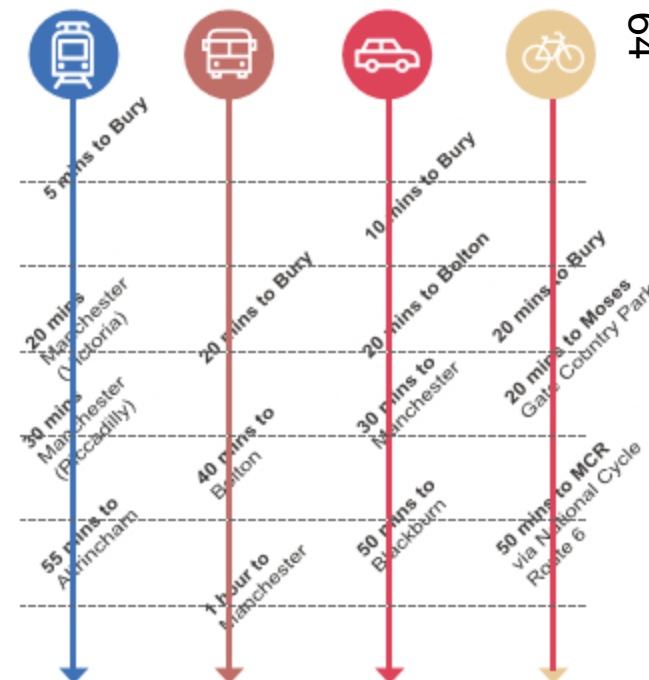 64
5 mins to Bury
20 mins
Manchester
(Victoria)
30 mins
Manchester
(Piccadilly)
55 mins to
Altrincham
20 mins to Bury
40 mins to
Bolton
1 hour to
Manchester
10 mins to Bury
20 mins to Bolton
30 mins to
Manchester
50 mins to
Blackburn
20 mins to Bury
20 mins to Moses
Gate Country Park
50 mins to MCR
via National Cycle
Route 6